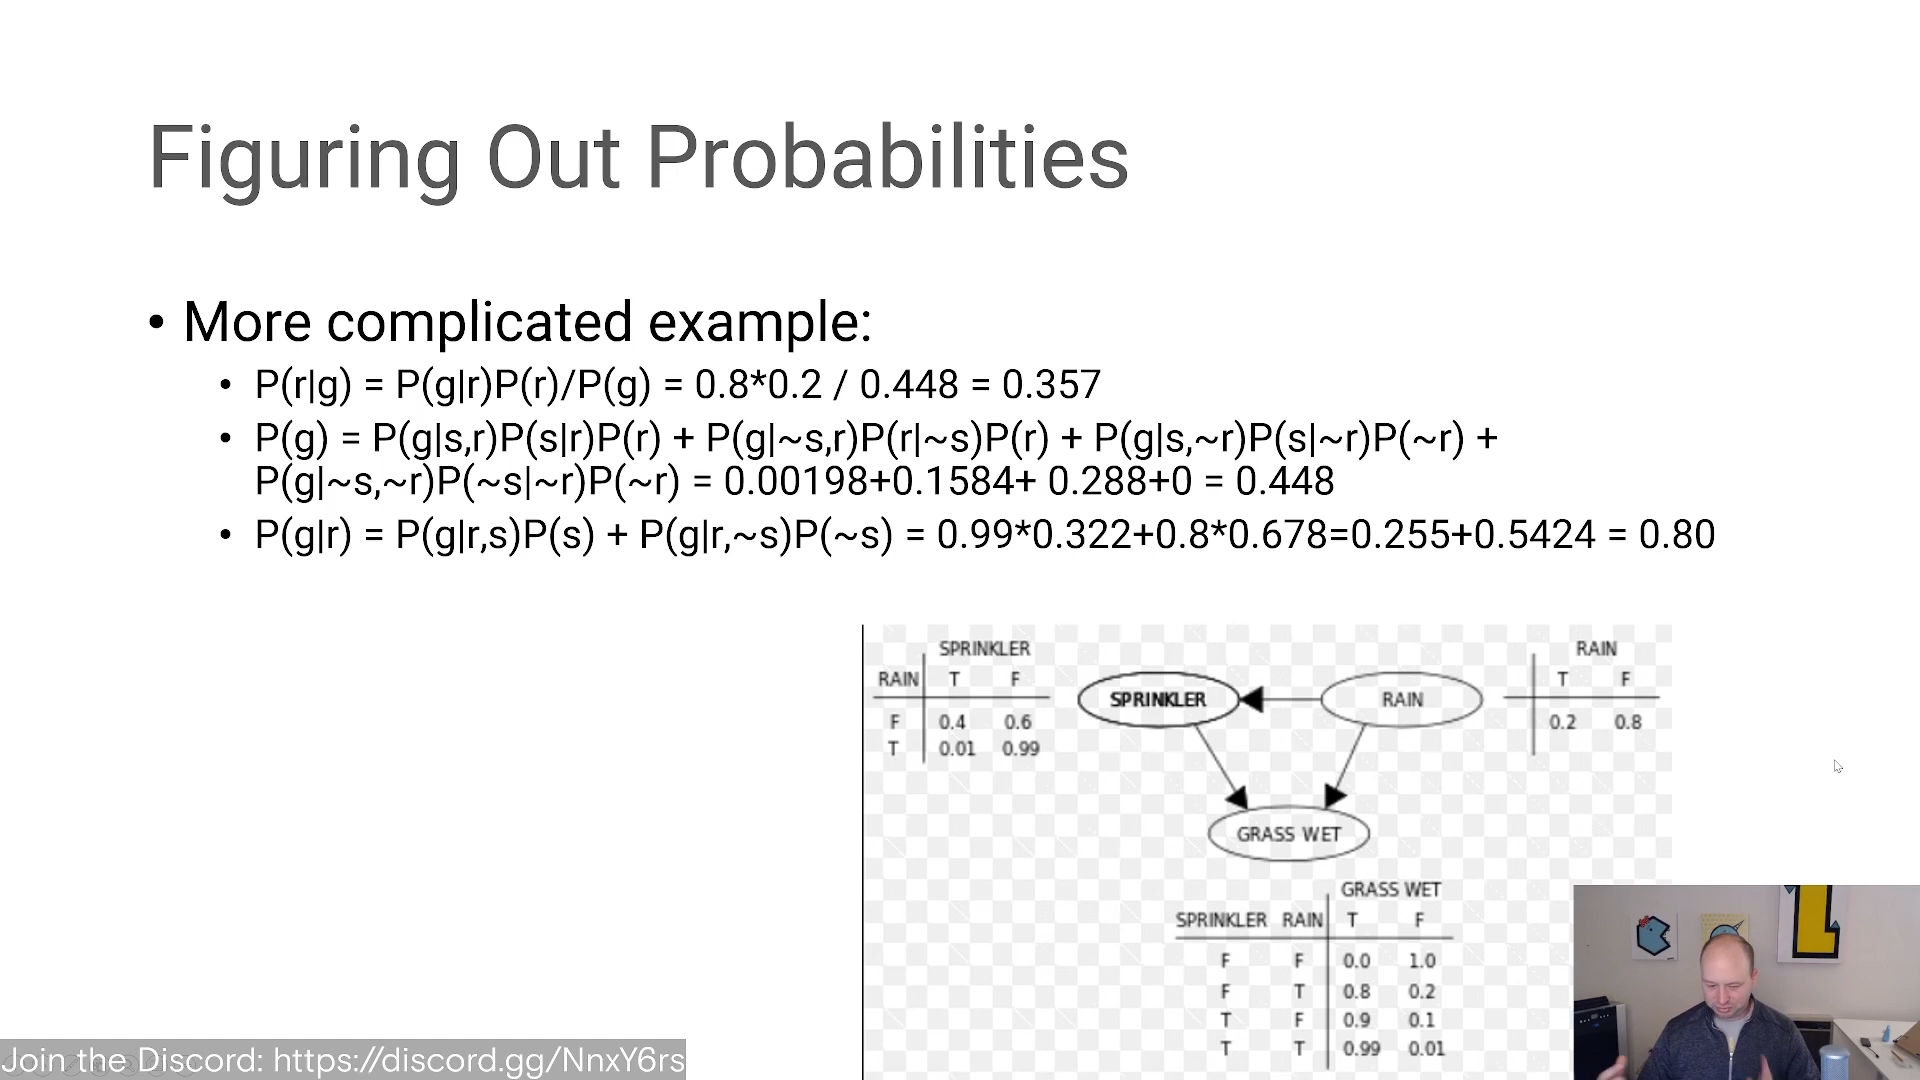 Figuring Out Probabilities
• More complicated example:
• P(r|g) = P(g|r)P(r)/P(g) = 0.8*0.2 / 0.448 = 0.357
• P(g) = P(g|s,r)P(s|r)P(r) + P(g|~s,r)P(r|~s)P(r) + P(g|s,~r)P(s|~r)P(~r) +
P(g|~s,~r)P(~s|~r)P(~r) = 0.00198+0.1584+ 0.288+0 = 0.448
• P(g|r) = P(g|r,s)P(s) + P(g|r,~s)P(~s) = 0.99*0.322+0.8*0.678=0.255+0.5424 = 0.80
SPRINKLER
RAIN T F
F 0.4 0.6
T 0.01 0.99
SPRINKLER
RAIN
RAIN
T F
0.2 0.8
GRASS WET
GRASS WET
SPRINKLER RAIN T F
F F 0.0 1.0
F T 0.8 0.2
T F 0.9 0.1
T T 0.99 0.01
Join the Discord: https://discord.gg/NnxY6rs